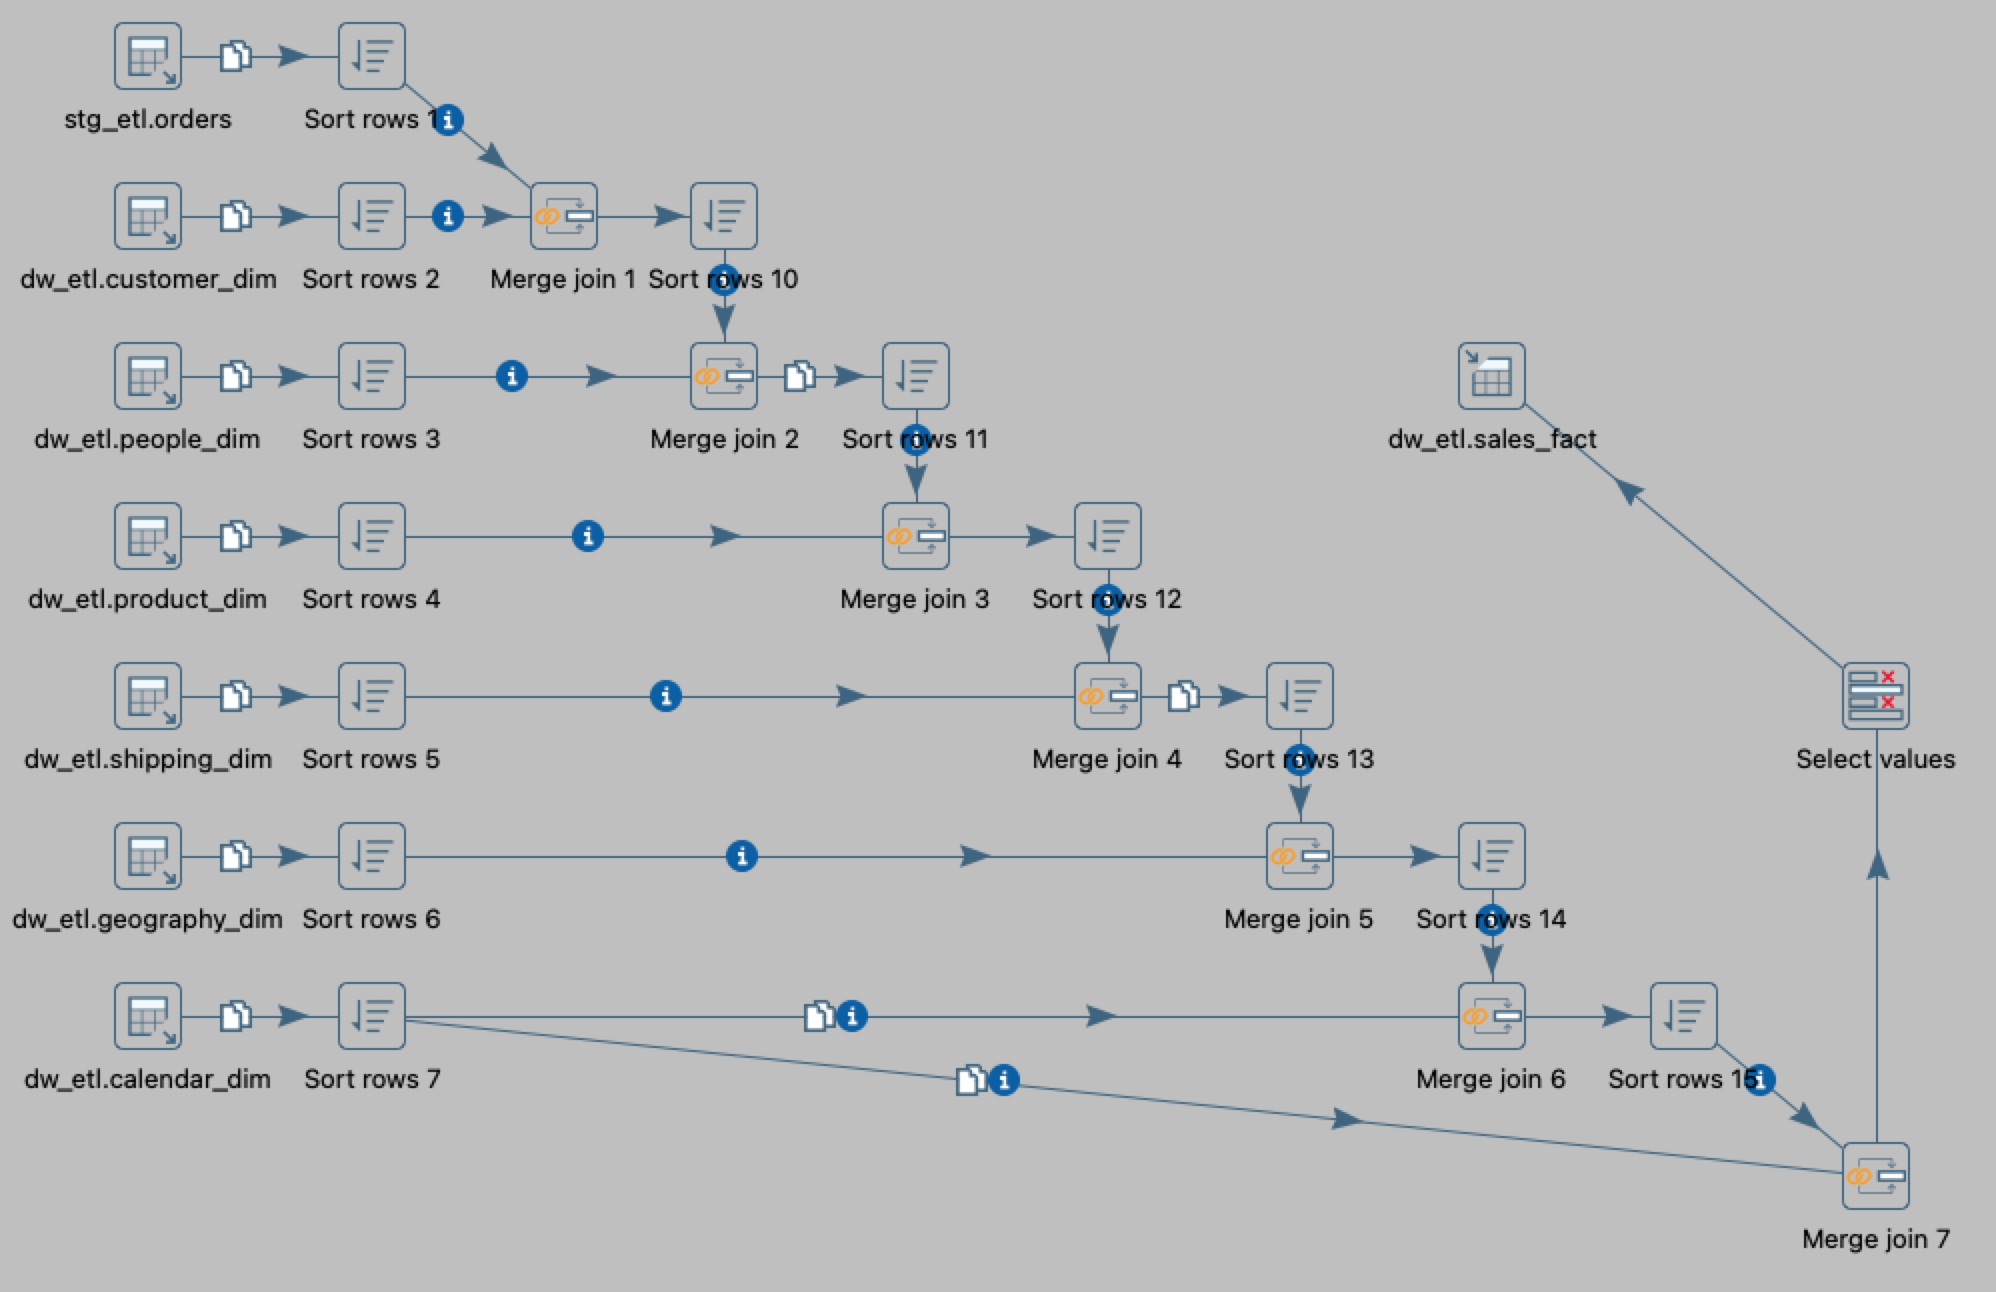 stg_etl.orders
Sort rows 1
dw_etl.customer_dim
Sort rows 2
Merge join 1
Sort rows 10
dw_etl.people_dim
Sort rows 3
Merge join 2
Sort rows 11
dw_etl.sales_fact
dw_etl.product_dim
Sort rows 4
Merge join 3
Sort rows 12
dw_etl.shipping_dim
Sort rows 5
Merge join 4
Sort rows 13
Select values
dw_etl.geography_dim
Sort rows 6
Merge join 5
Sort rows 14
dw_etl.calendar_dim
Sort rows 7
Merge join 6
Sort rows 15
Merge join 7